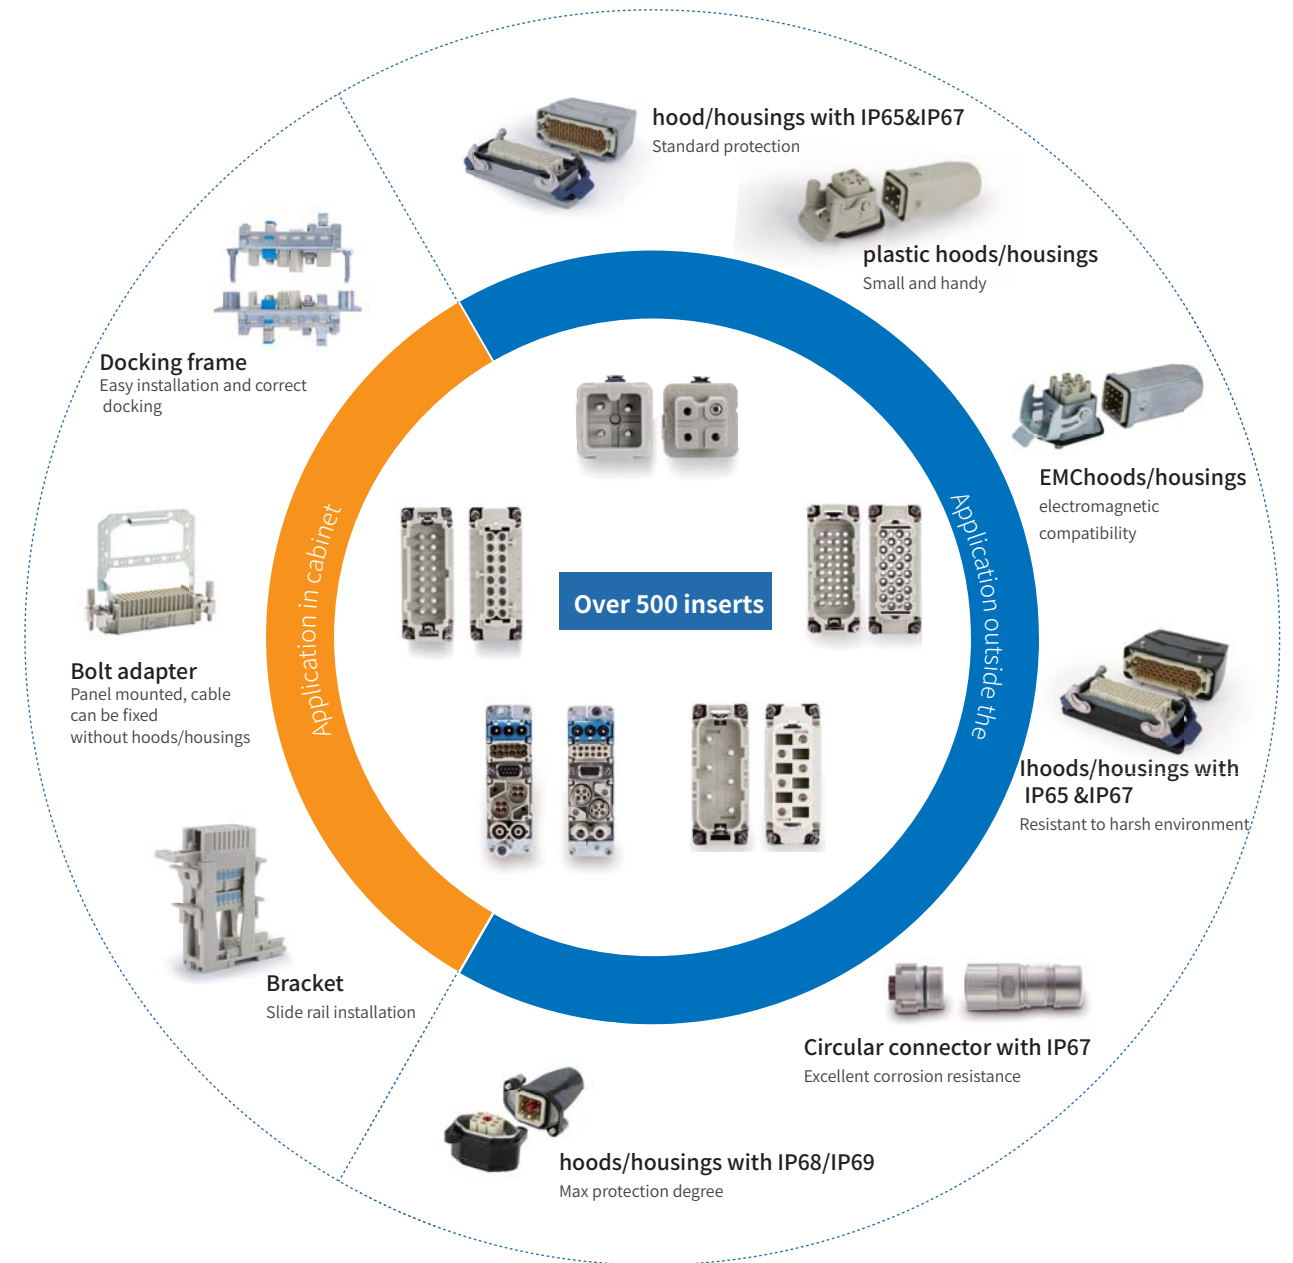 hood/housings with IP65&IP67
Standard protection
plastic hoods/housings
Small and handy
Docking frame
Easy installation and correct
docking
EMChoods/housings
electromagnetic
compatibility
Application in cabinet
Application outside the
Over 500 inserts
Bolt adapter
Panel mounted, cable
can be fixed
without hoods/housings
Ihoods/housings with
IP65 &IP67
Resistant to harsh environment
Bracket
Slide rail installation
Circular connector with IP67
Excellent corrosion resistance
hoods/housings with IP68/IP69
Max protection degree